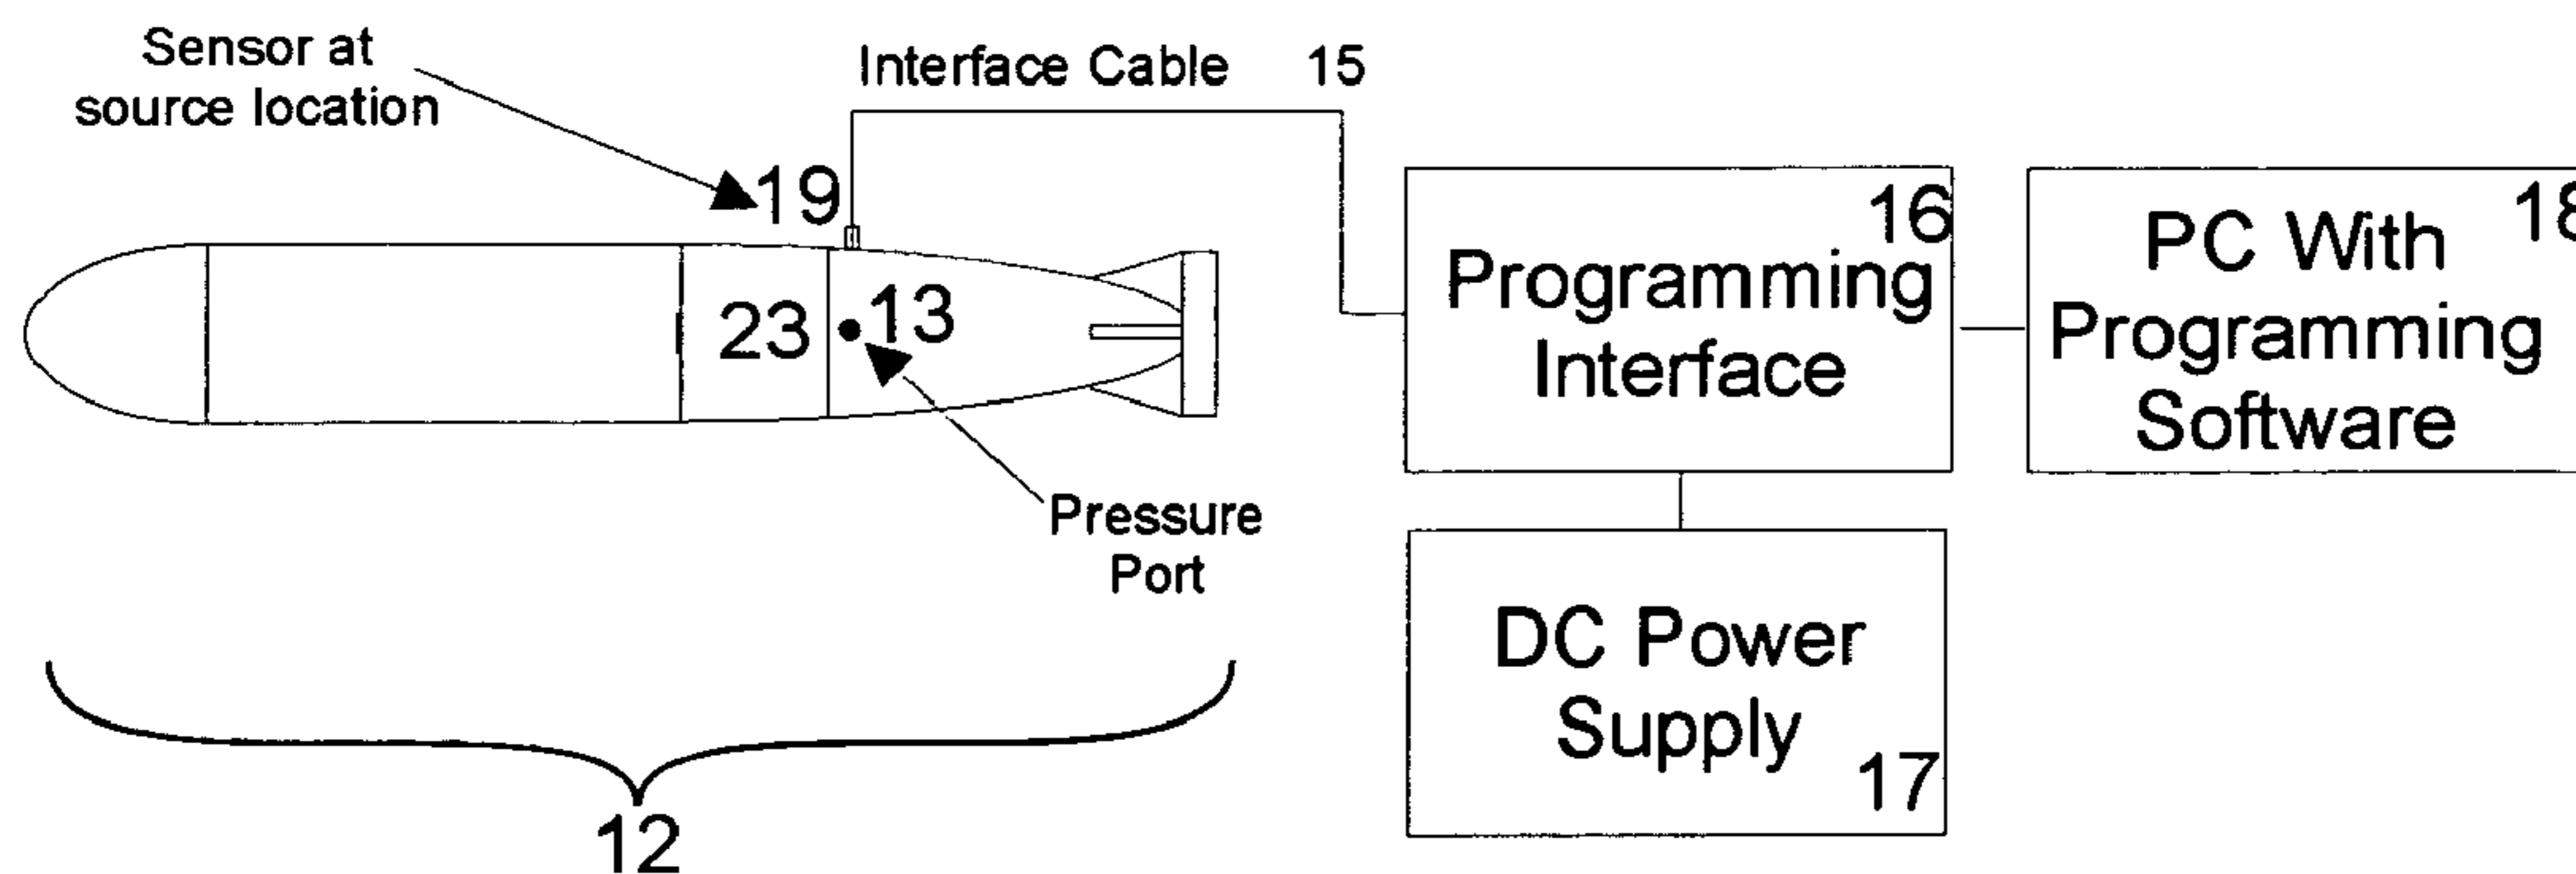 Sensor at
source location
Interface Cable 15
19
23
13
Pressure
Port
12
16
Programming
Interface
18
PC With
Programming
Software
DC Power
Supply
17